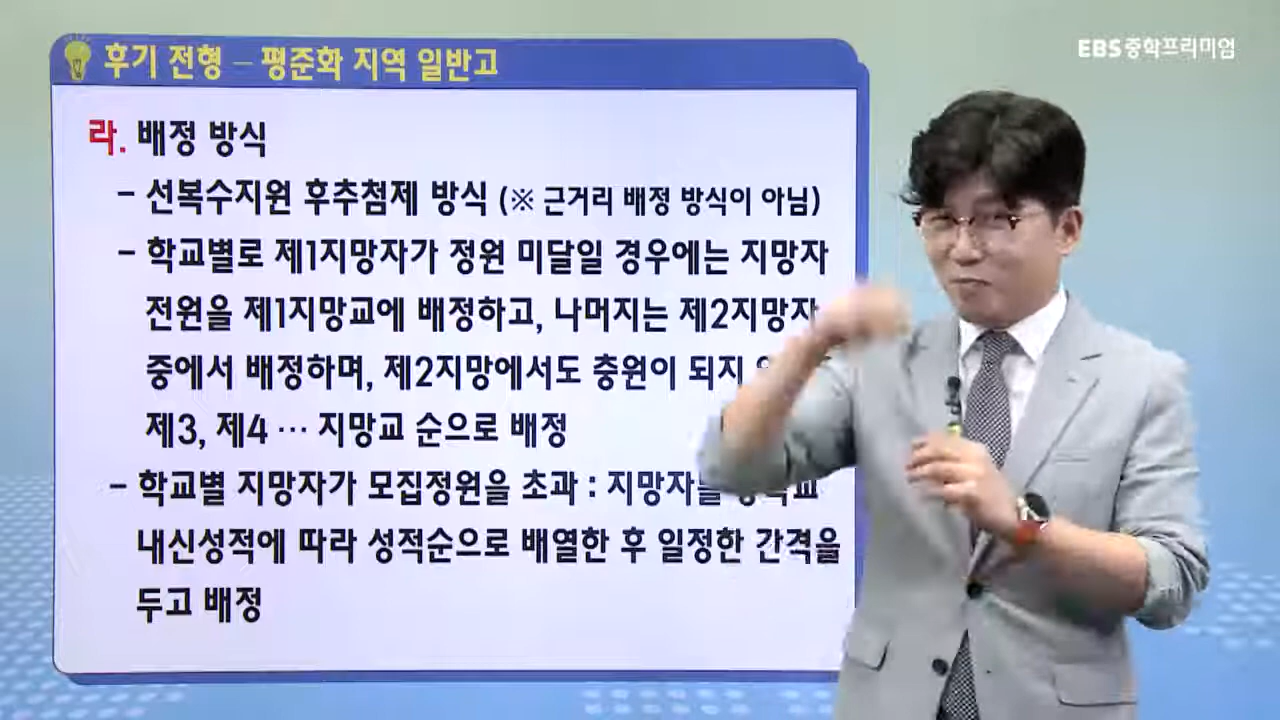 후기 전형 – 평준화 지역 일반고
EBS 중학프리미엄
라. 배정 방식
– 선복수지원 후추첨제 방식 (※ 근거리 배정 방식이 아님)
– 학교별로 제1지망자가 정원 미달일 경우에는 지망자
전원을 제1지망교에 배정하고, 나머지는 제2지망자
중에서 배정하며, 제2지망에서도 충원이 되지
제3, 제4 ··· 지망교 순으로 배정
– 학교별 지망자가 모집정원을 초과 : 지망자를
내신성적에 따라 성적순으로 배열한 후 일정한 간격을
두고 배정